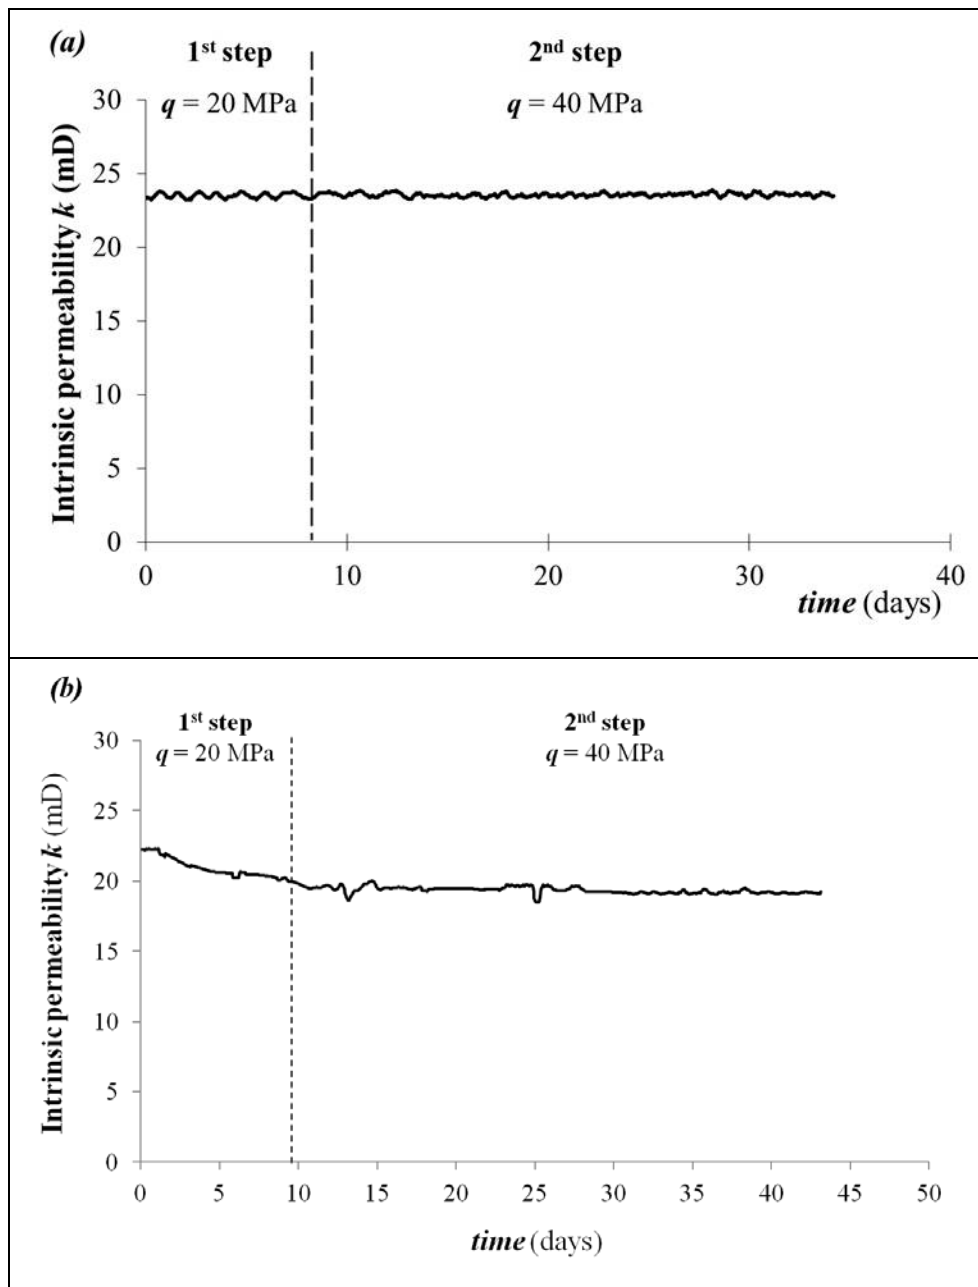 (a)
1st step
2nd step
q = 20 MPa
q = 40 MPa
Intrinsic permeability k (mD)
30
25
20
15
10
5
0
0 10 20 30 40
time (days)
(b)
1st step
2nd step
q = 20 MPa
q = 40 MPa
Intrinsic permeability k (mD)
30
25
20
15
10
5
0
0 5 10 15 20 25 30 35 40 45 50
time (days)